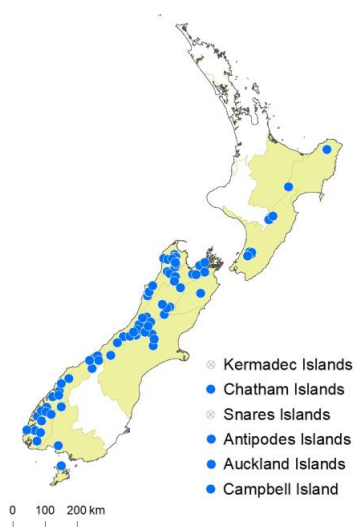 Kermadec Islands
Chatham Islands
Snares Islands
Antipodes Islands
Auckland Islands
Campbell Island
0 100 200 km